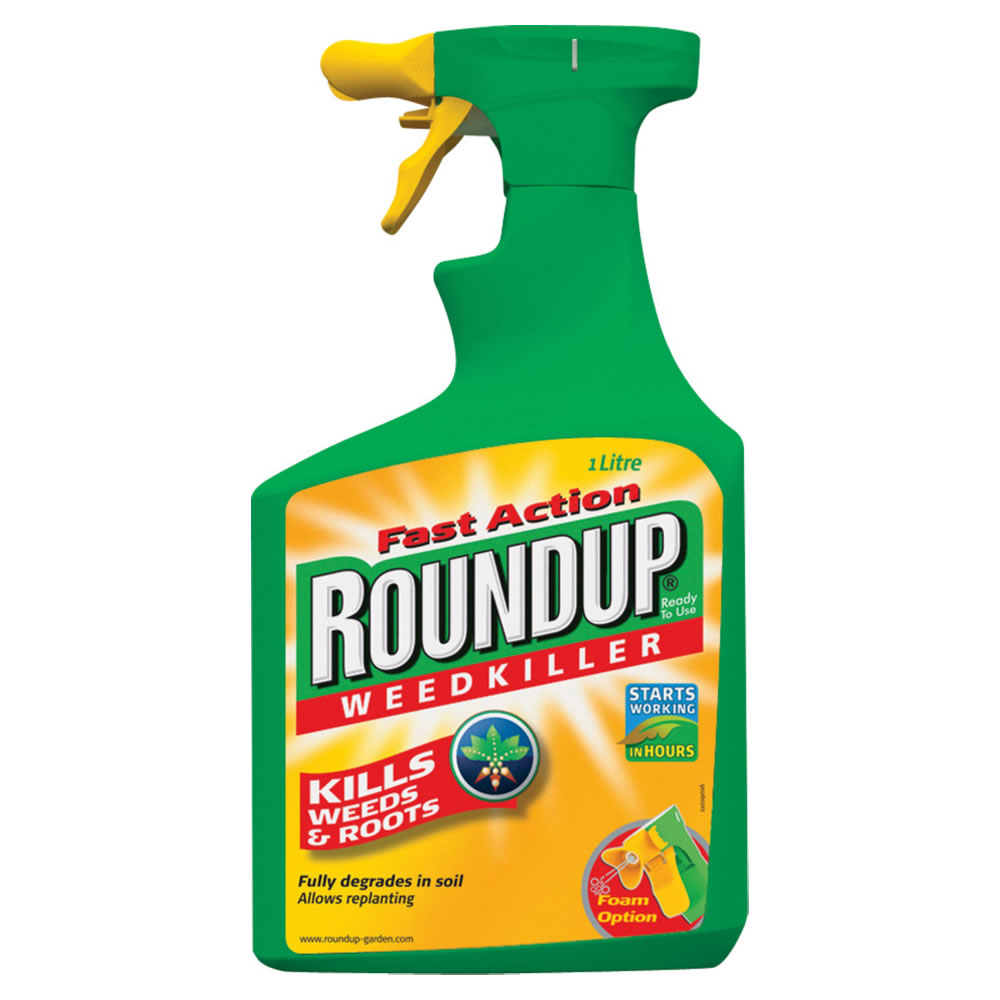 1 Litre
Fast Action
ROUNDUP®
Ready
To Use
WEEDKILLER
STARTS
WORKING
IN HOURS
KILLS
WEEDS
& ROOTS
Fully degrades in soil
Allows replanting
Foam
Option
www.roundup-garden.com